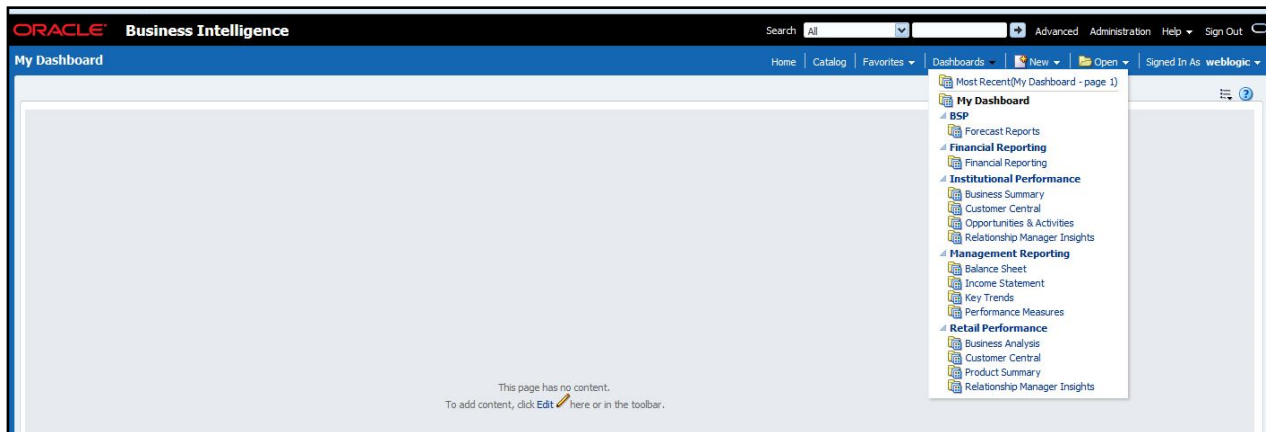 ORACLE Business Intelligence Search All Advanced Administration Help Sign Out
My Dashboard Home Catalog Favorites Dashboards New Open Signed In As weblogic
Most Recent(My Dashboard - page 1)
My Dashboard
BSP
Forecast Reports
Financial Reporting
Financial Reporting
Institutional Performance
Business Summary
Customer Central
Opportunities & Activities
Relationship Manager Insights
Management Reporting
Balance Sheet
Income Statement
Key Trends
Performance Measures
Retail Performance
Business Analysis
Customer Central
Product Summary
Relationship Manager Insights
This page has no content.
To add content, click Edit here or in the toolbar.